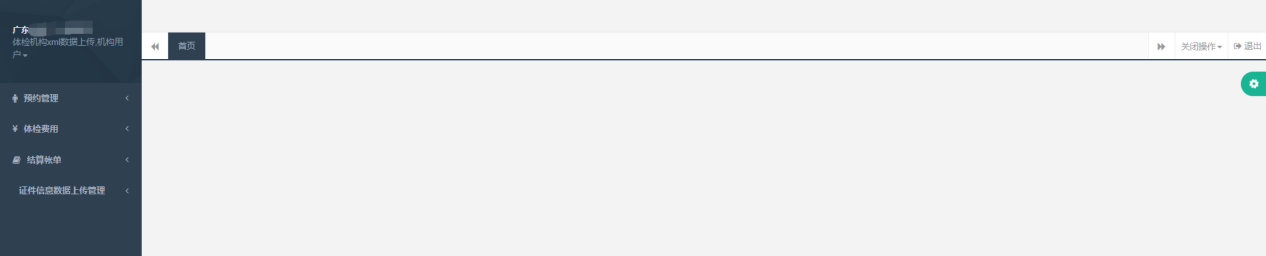 广东
体检机构xml数据上传,机构用
户
首页
关闭操作
退出
预约管理
¥ 体检费用
结算帐单
证件信息数据上传管理